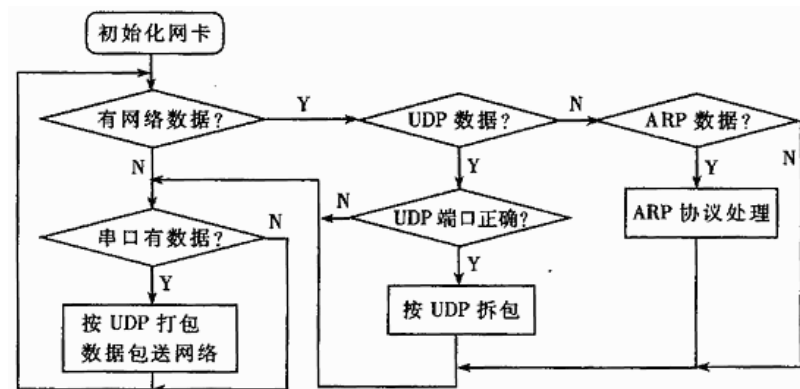 初始化网卡
有网络数据?
Y
UDP 数据?
N
ARP 数据?
N
Y
Y
N
N
UDP 端口正确?
ARP 协议处理
串口有数据?
N
Y
Y
按 UDP 打包
数据包送网络
按 UDP 拆包